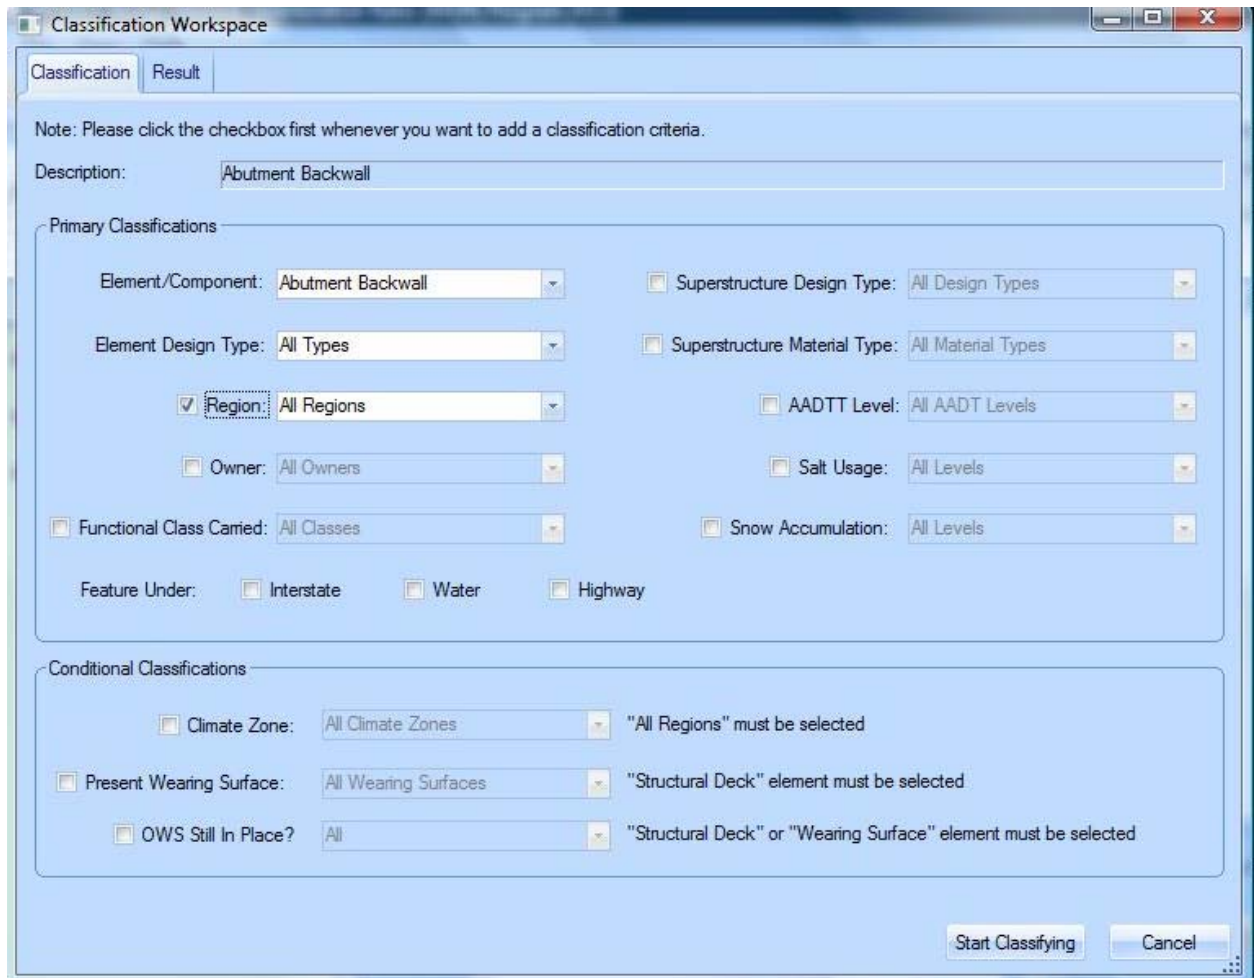 Classification Workspace
Classification Result
Note: Please click the checkbox first whenever you want to add a classification criteria.
Description: Abutment Backwall
Primary Classifications
Element/Component: Abutment Backwall Superstructure Design Type: All Design Types
Element Design Type: All Types Superstructure Material Type: All Material Types
Region: All Regions AADTT Level: All AADT Levels
Owner: All Owners Salt Usage: All Levels
Functional Class Carried: All Classes Snow Accumulation: All Levels
Feature Under: Interstate Water Highway
Conditional Classifications
Climate Zone: All Climate Zones "All Regions" must be selected
Present Wearing Surface: All Wearing Surfaces "Structural Deck" element must be selected
OWS Still In Place? All "Structural Deck" or "Wearing Surface" element must be selected
Start Classifying Cancel